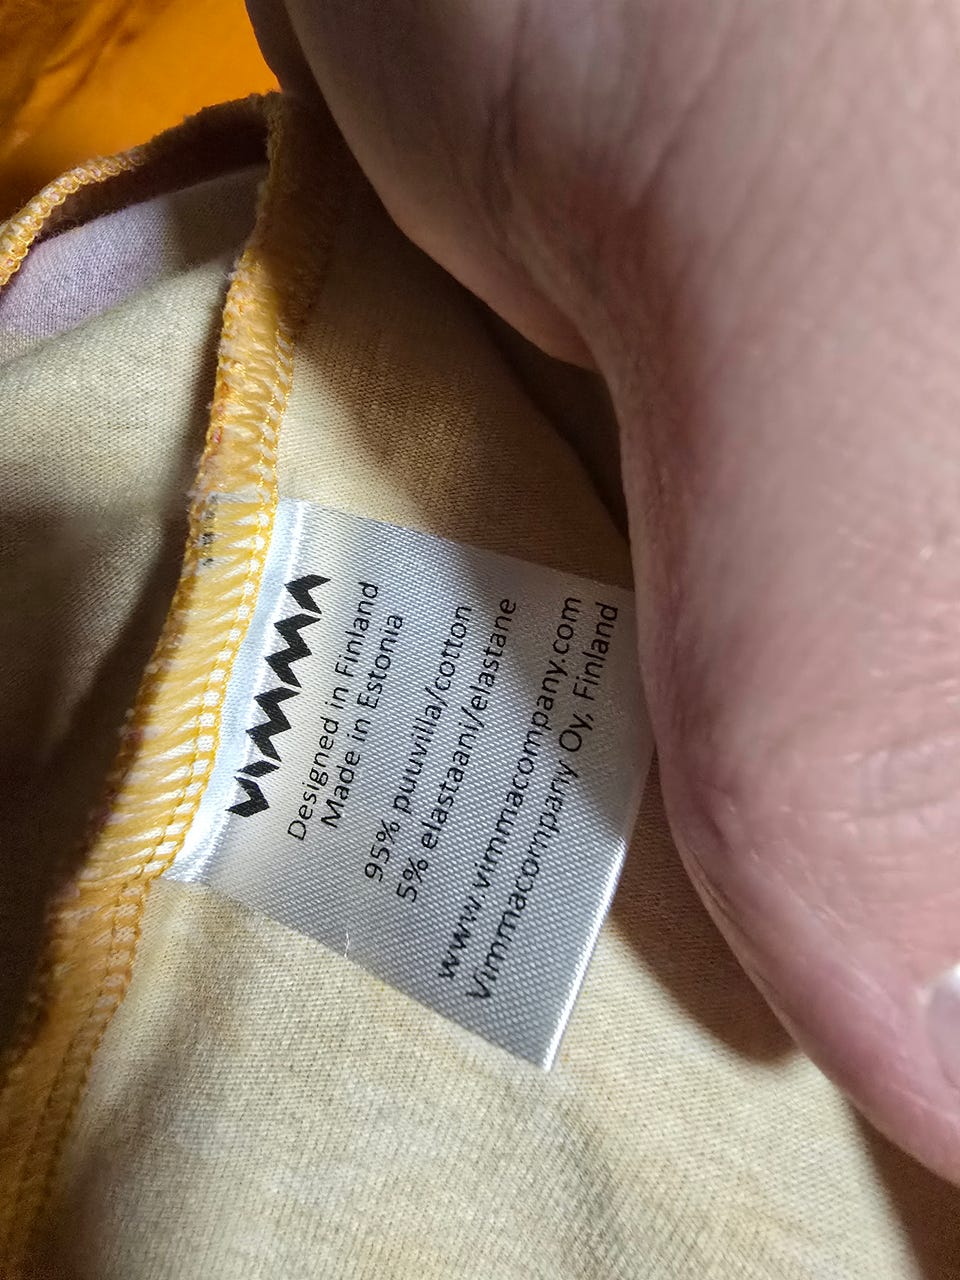 VIMMA
Designed in Finland
Made in Estonia
95% puuvilla/cotton
5% elastaani/elastane
www.vimmacompany.com
Vimmacompany Oy, Finland